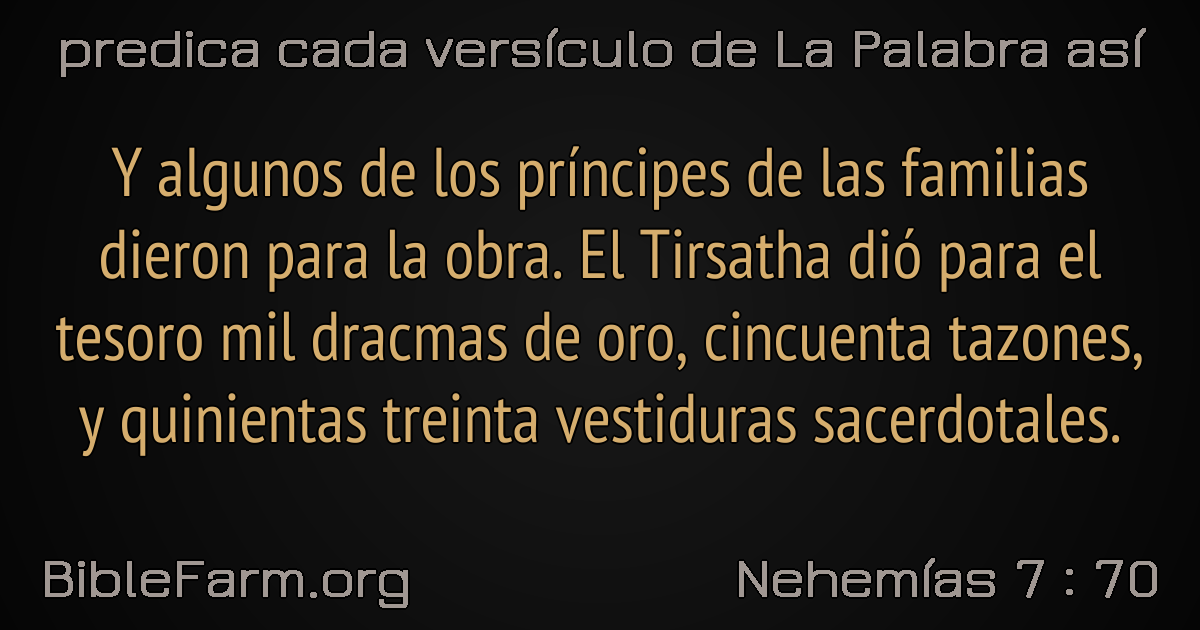 predica cada versículo de La Palabra así
Y algunos de los príncipes de las familias
dieron para la obra. El Tirsatha dió para el
tesoro mil dracmas de oro, cincuenta tazones,
y quinientas treinta vestiduras sacerdotales.
BibleFarm.org
Nehemías 7 : 70